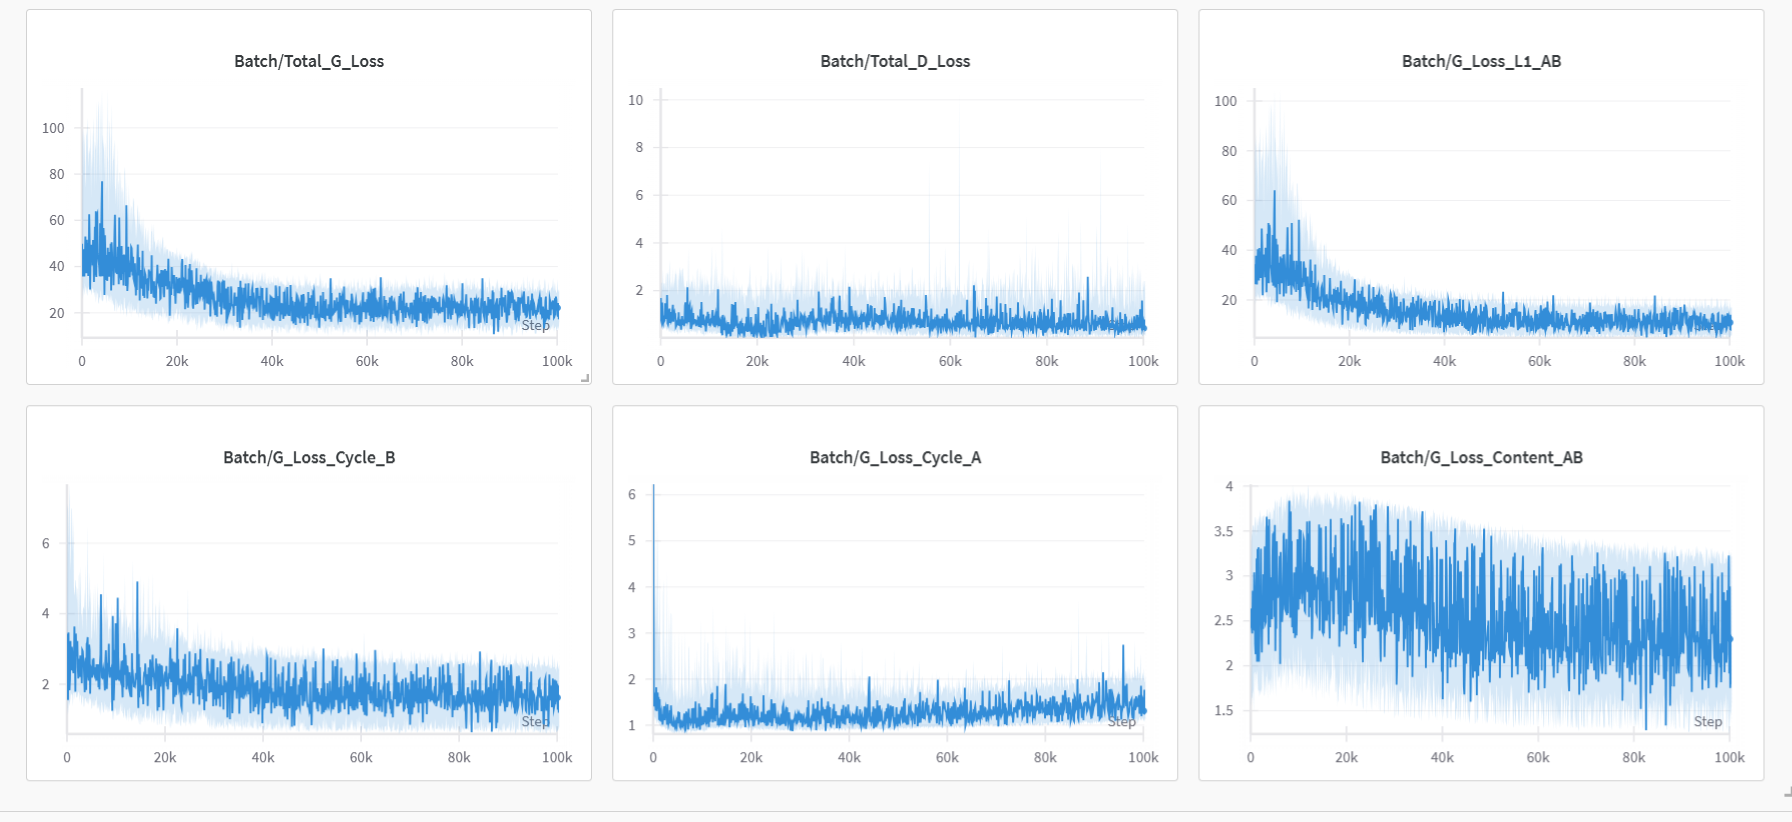 Batch/Total_G_Loss
100
80
60
40
20
Step
0 20k 40k 60k 80k 100k
Batch/Total_D_Loss
10
8
6
4
2
Step
0 20k 40k 60k 80k 100k
Batch/G_Loss_L1_AB
100
80
60
40
20
Step
0 20k 40k 60k 80k 100k
Batch/G_Loss_Cycle_B
6
4
2
Step
0 20k 40k 60k 80k 100k
Batch/G_Loss_Cycle_A
6
5
4
3
2
1
Step
0 20k 40k 60k 80k 100k
Batch/G_Loss_Content_AB
4
3.5
3
2.5
2
1.5
Step
0 20k 40k 60k 80k 100k